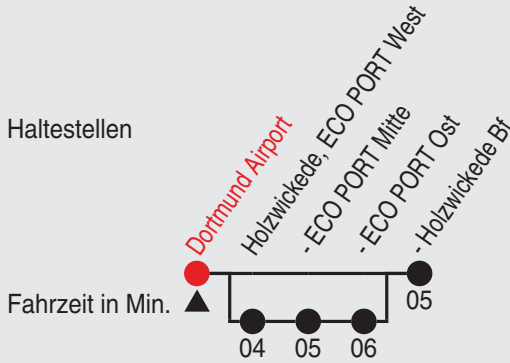 Haltestellen
Dortmund Airport
Holzwickede, ECO PORT West
- ECO PORT Mitte
- ECO PORT Ost
- Holzwickede Bf
Fahrzeit in Min.
05
04 05 06